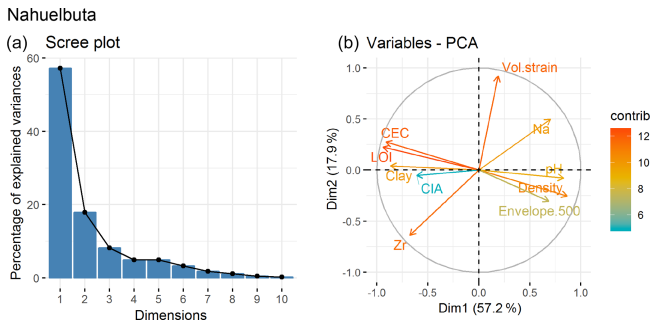 Nahuelbuta
(a) Scree plot
Percentage of explained variances
60
40
20
0
1 2 3 4 5 6 7 8 9 10
Dimensions
(b) Variables - PCA
Dim2 (17.9%)
1.0
0.5
0.0
-0.5
-1.0
Vol.strain
Na
CEC
LOI
pH
Clay
CIA
Density
Envelope.500
Zr
-1.0 -0.5 0.0 0.5 1.0
Dim1 (57.2%)
contrib
12
10
8
6